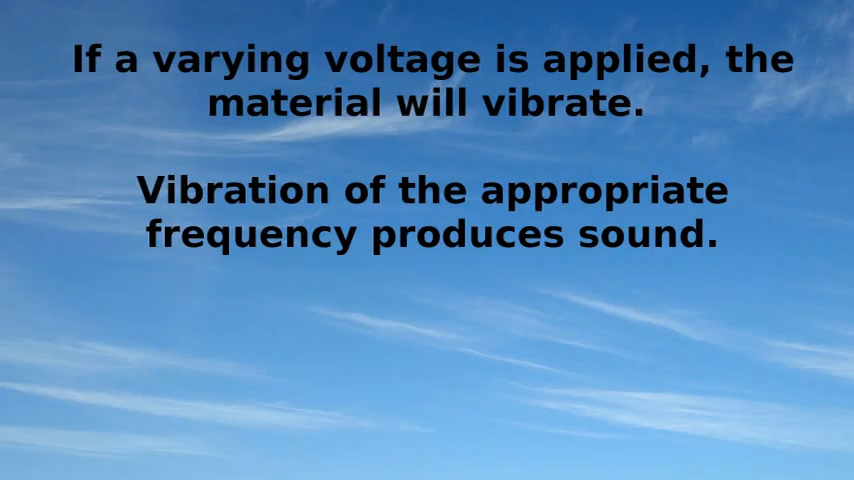 If a varying voltage is applied, the
material will vibrate.
Vibration of the appropriate
frequency produces sound.